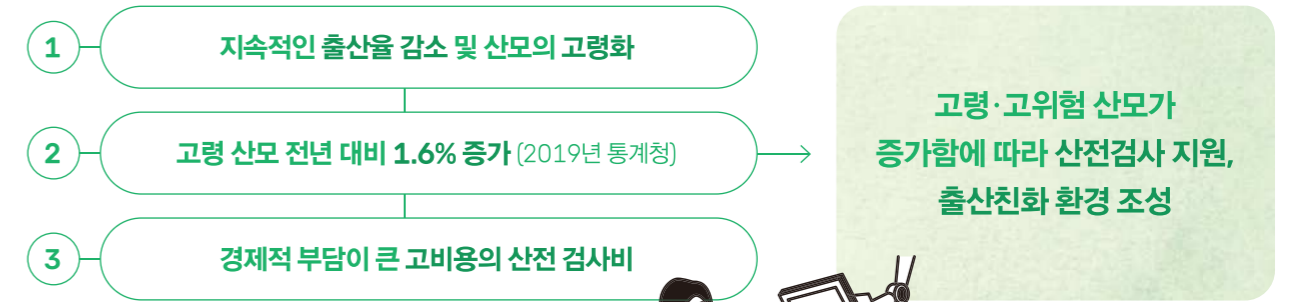 1
지속적인 출산율 감소 및 산모의 고령화
2
고령 산모 전년 대비 1.6% 증가 (2019년 통계청)
3
경제적 부담이 큰 고비용의 산전 검사비
고령·고위험 산모가
증가함에 따라 산전검사 지원,
출산친화 환경 조성